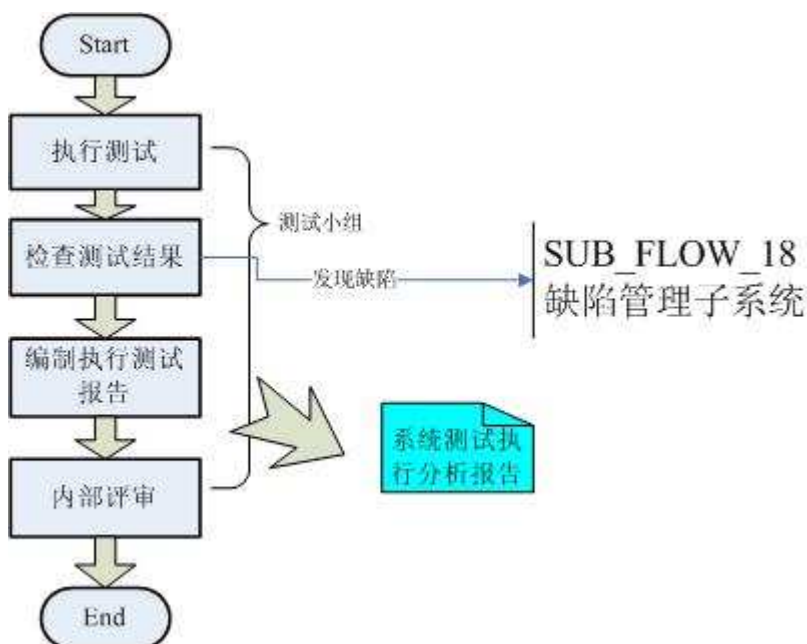 Start
执行测试
测试小组
检查测试结果
发现缺陷
SUB_FLOW_18
缺陷管理子系统
编制执行测试
报告
系统测试执
行分析报告
内部评审
End